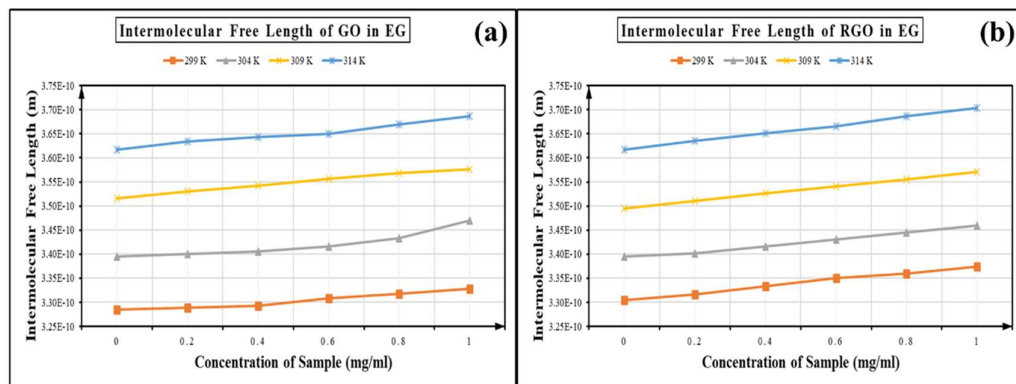 Intermolecular Free Length of GO in EG
(a)
299 K 304 K 309 K 314 K
Intermolecular Free Length (m)
3.75E-10
3.70E-10
3.65E-10
3.60E-10
3.55E-10
3.50E-10
3.45E-10
3.40E-10
3.35E-10
3.30E-10
3.25E-10
0 0.2 0.4 0.6 0.8 1
Concentration of Sample (mg/ml)
Intermolecular Free Length of RGO in EG
(b)
299 K 304 K 309 K 314 K
Intermolecular Free Length (m)
3.75E-10
3.70E-10
3.65E-10
3.60E-10
3.55E-10
3.50E-10
3.45E-10
3.40E-10
3.35E-10
3.30E-10
3.25E-10
0 0.2 0.4 0.6 0.8 1
Concentration of Sample (mg/ml)